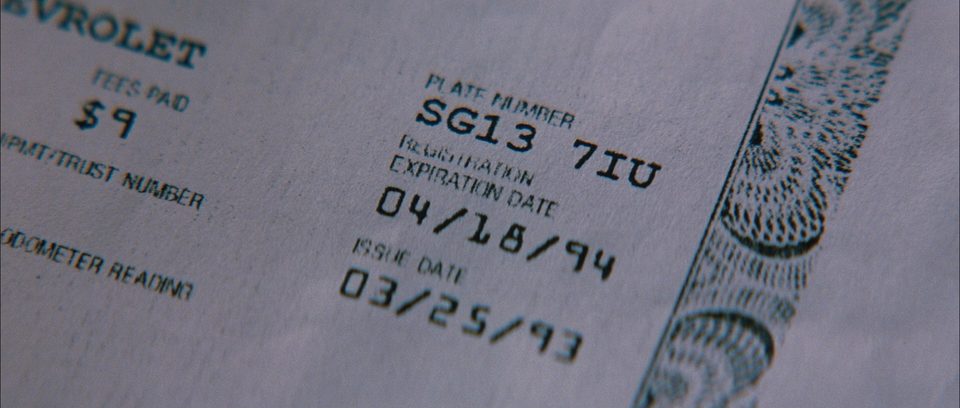 EVROLET
FEES PAID
$9
PMT/TRUST NUMBER
ODOMETER READING
PLATE NUMBER
SG13 7IU
REGISTRATION
EXPIRATION DATE
04/18/94
ISSUE DATE
03/25/93